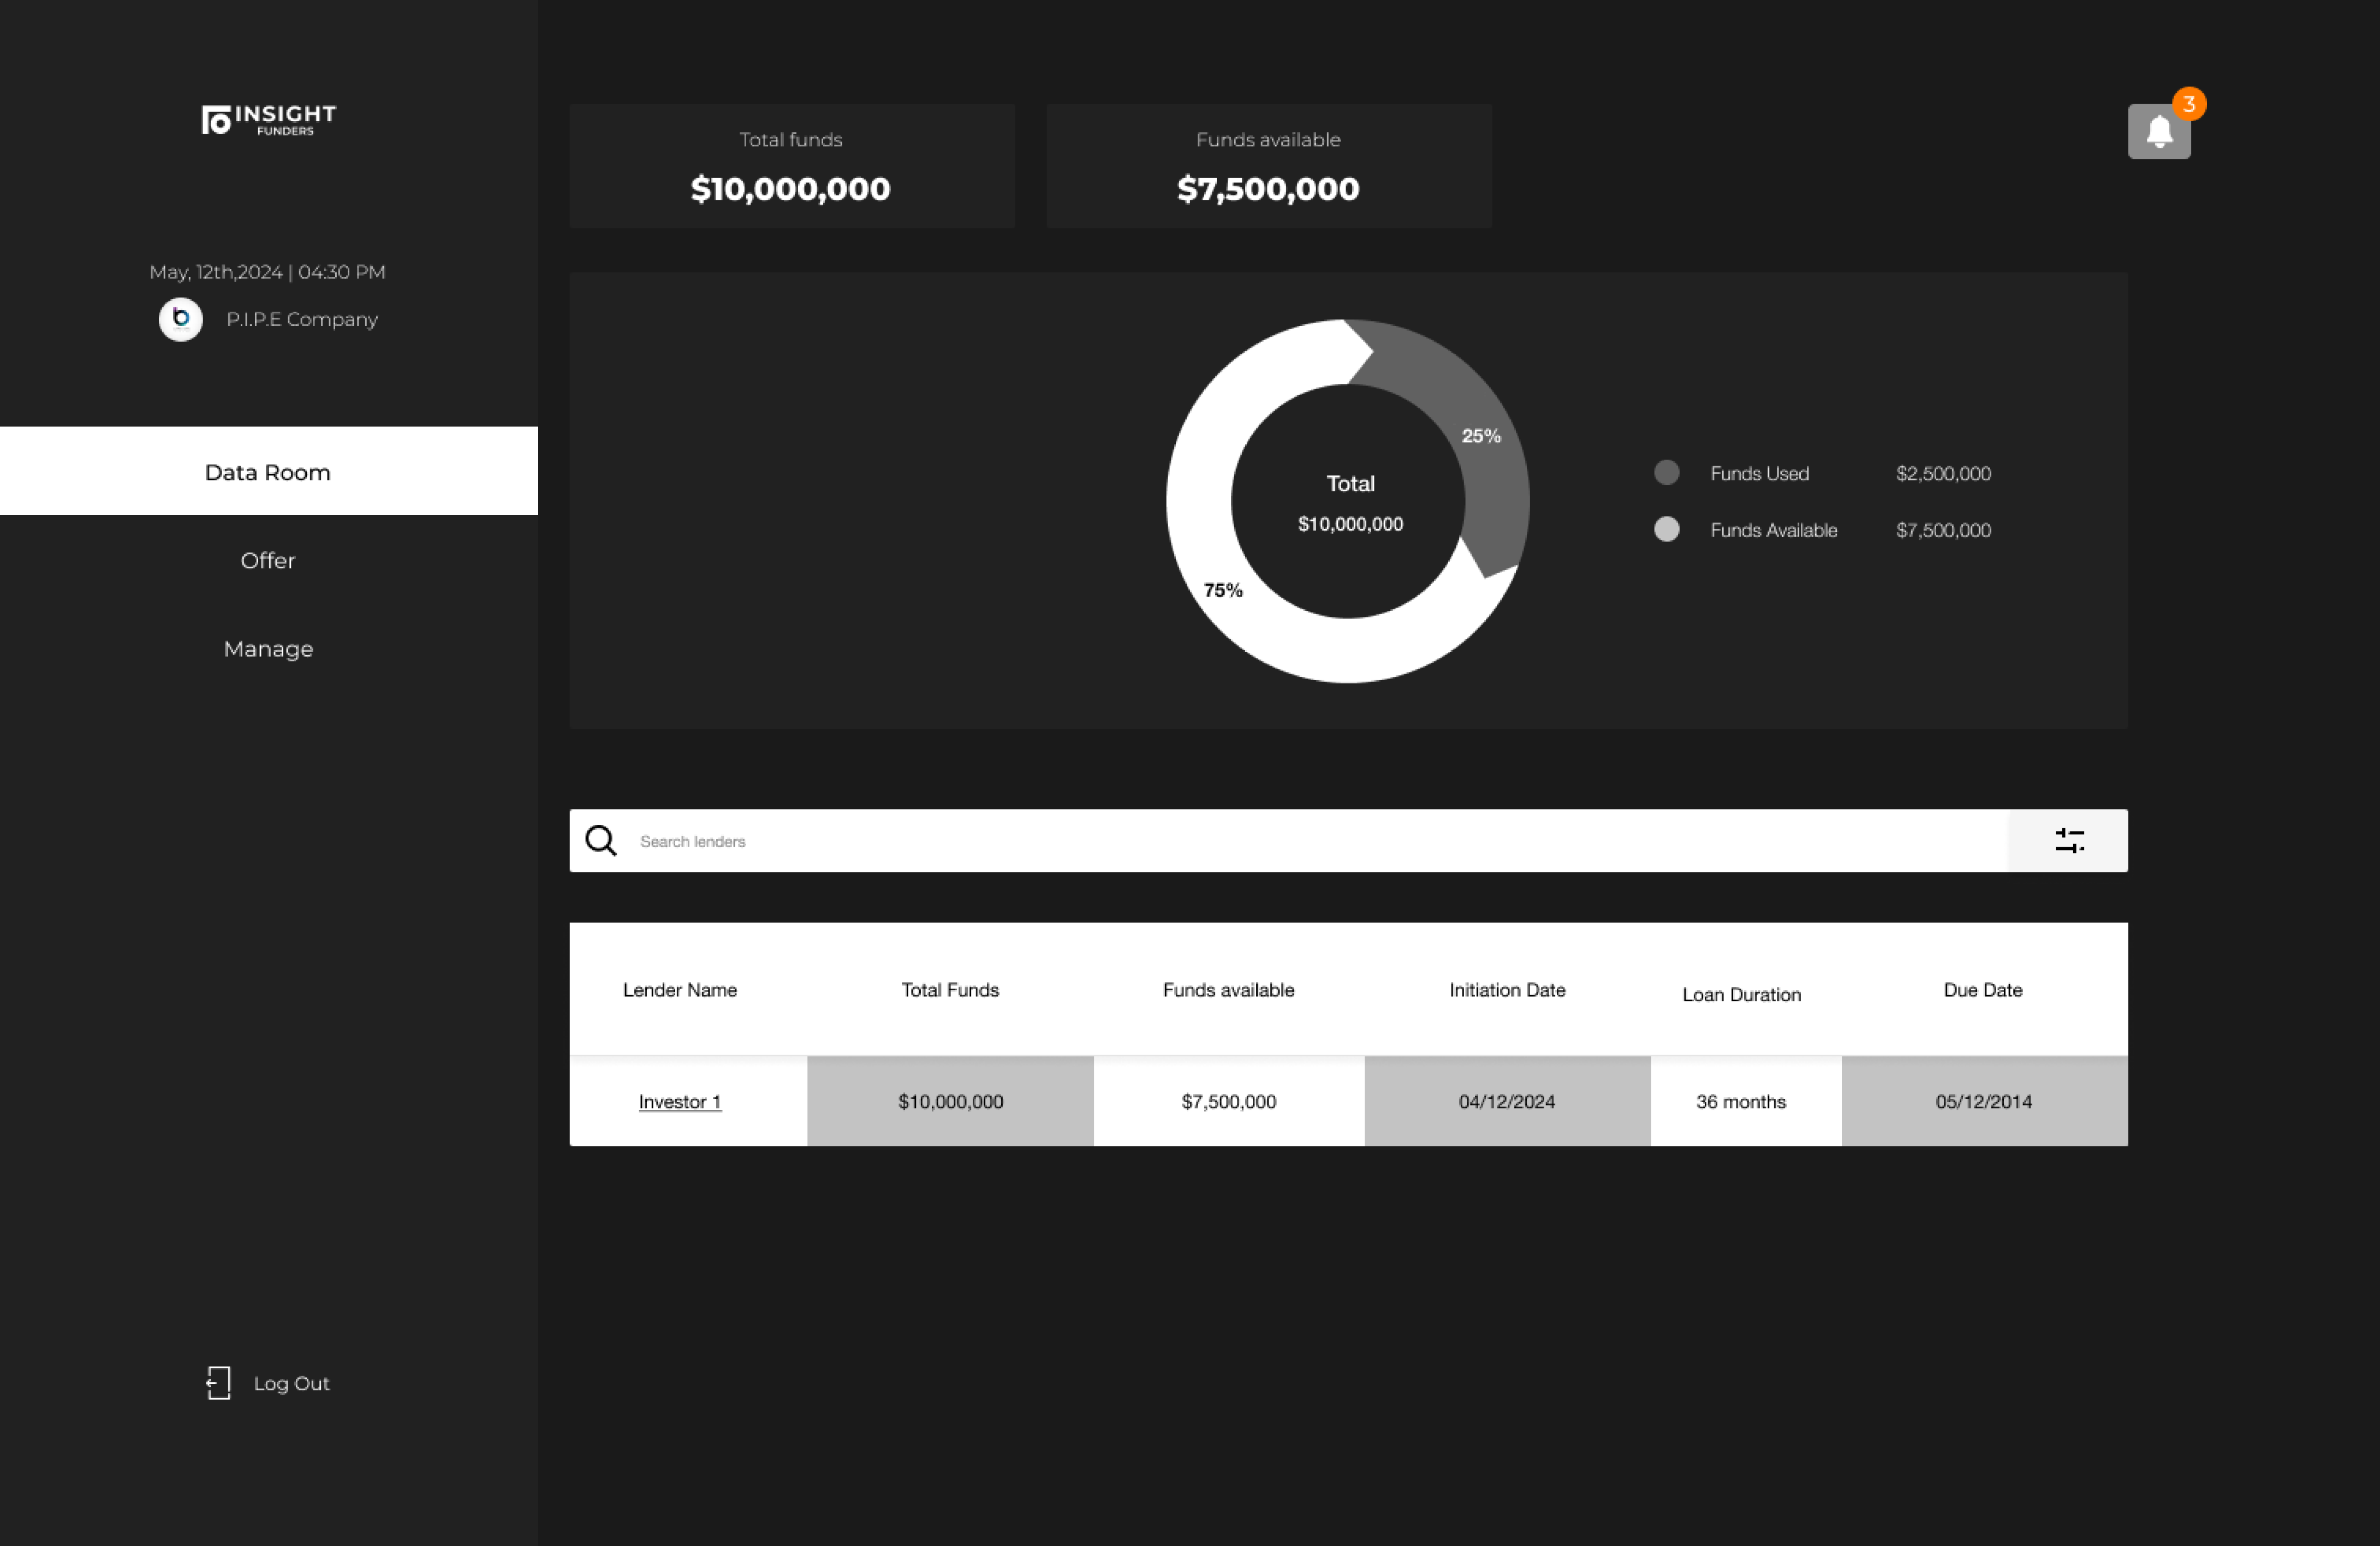 INSIGHT
FUNDERS
May, 12th,2024 | 04:30 PM
P.I.P.E Company
Data Room
Offer
Manage
Log Out
Total funds
$10,000,000
Funds available
$7,500,000
3
25%
75%
Total
$10,000,000
Funds Used $2,500,000
Funds Available $7,500,000
Search lenders
Lender Name Total Funds Funds available Initiation Date Loan Duration Due Date
Investor 1 $10,000,000 $7,500,000 04/12/2024 36 months 05/12/2014